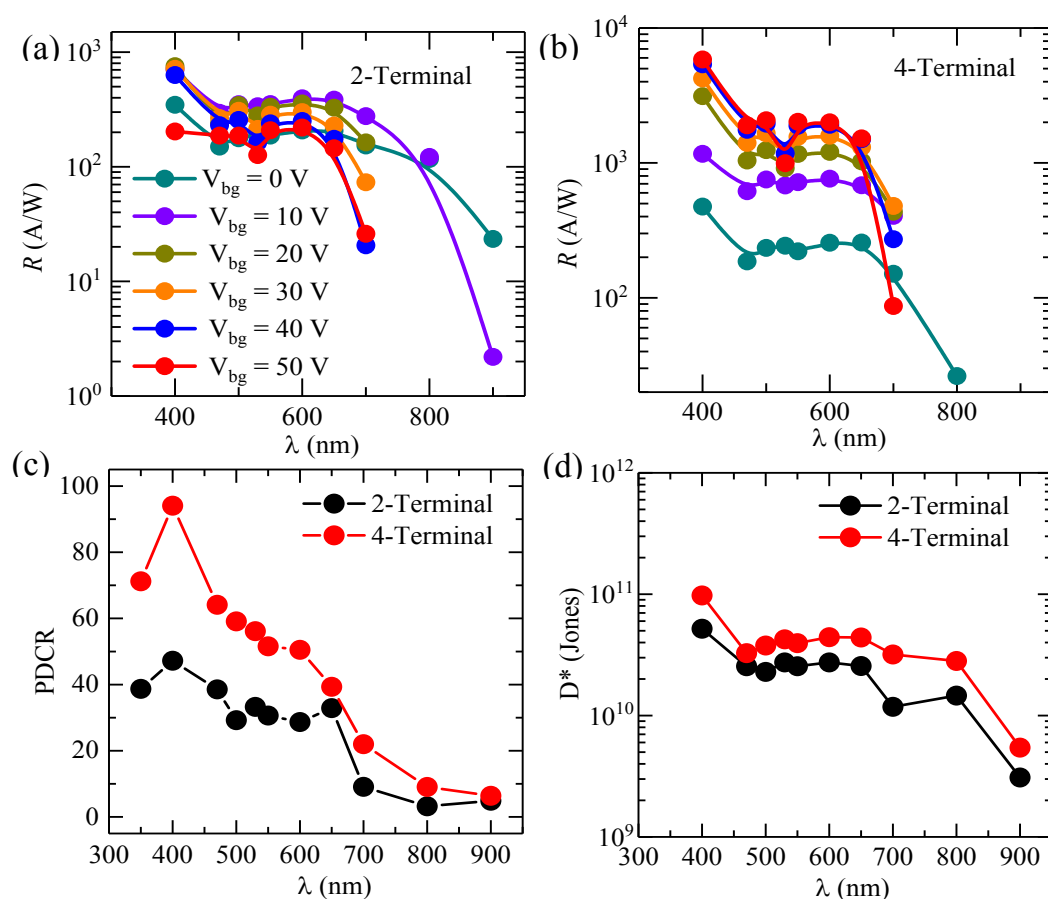 (a)
2-Terminal
R (A/W)
10³
10²
10¹
10⁰
V_bg = 0 V
V_bg = 10 V
V_bg = 20 V
V_bg = 30 V
V_bg = 40 V
V_bg = 50 V
400 500 600 700 800
λ (nm)
(b)
4-Terminal
R (A/W)
10⁴
10³
10²
400 600 800
λ (nm)
(c)
2-Terminal
4-Terminal
PDCR
100
80
60
40
20
0
300 400 500 600 700 800 900
λ (nm)
(d)
2-Terminal
4-Terminal
D* (Jones)
10¹²
10¹¹
10¹⁰
10⁹
300 400 500 600 700 800 900
λ (nm)